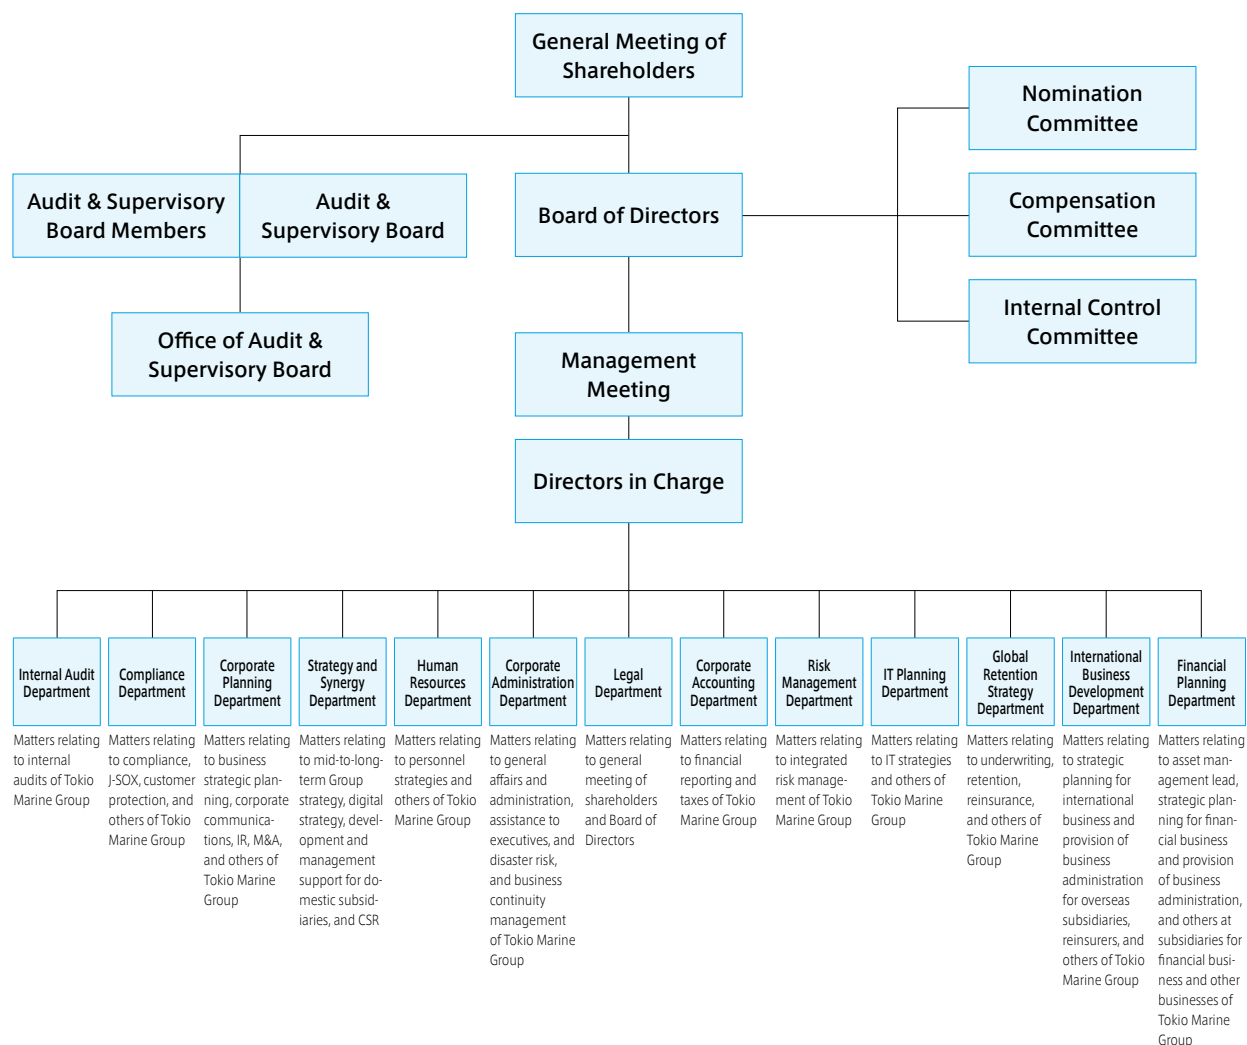 General Meeting of
Shareholders
Nomination
Committee
Audit & Supervisory
Board Members
Audit &
Supervisory Board
Board of Directors
Compensation
Committee
Internal Control
Committee
Office of Audit &
Supervisory Board
Management
Meeting
Directors in Charge
Internal Audit
Department
Matters relating
to internal
audits of Tokio
Marine Group
Compliance
Department
Matters relating
to compliance,
J-SOX, customer
protection, and
others of Tokio
Marine Group
Corporate
Planning
Department
Matters relating
to business
strategic plan-
ning, corporate
communica-
tions, IR, M&A,
and others of
Tokio Marine
Group
Strategy and
Synergy
Department
Matters relating
to mid-to-long-
term Group
strategy, digital
strategy, devel-
opment and
management
support for do-
mestic subsid-
iaries, and CSR
Human
Resources
Department
Matters relating
to personnel
strategies and
others of Tokio
Marine Group
Corporate
Administration
Department
Matters relating
to general
affairs and
administration,
assistance to
executives, and
disaster risk,
and business
continuity
management
of Tokio Marine
Group
Legal
Department
Matters relating
to general
meeting of
shareholders
and Board of
Directors
Corporate
Accounting
Department
Matters relating
to financial
reporting and
taxes of Tokio
Marine Group
Risk
Management
Department
Matters relating
to integrated
risk manage-
ment of Tokio
Marine Group
IT Planning
Department
Matters relating
to IT strategies
and others of
Tokio Marine
Group
Global
Retention
Strategy
Department
Matters relating
to underwriting,
retention,
reinsurance,
and others of
Tokio Marine
Group
International
Business
Development
Department
Matters relating
to strategic
planning for
international
business and
provision of
business
administration
for overseas
subsidiaries,
reinsurers, and
others of Tokio
Marine Group
Financial
Planning
Department
Matters relating
to asset man-
agement lead,
strategic plan-
ning for finan-
cial business
and provision
of business
administration,
and others at
subsidiaries for
financial busi-
ness and other
businesses of
Tokio Marine
Group